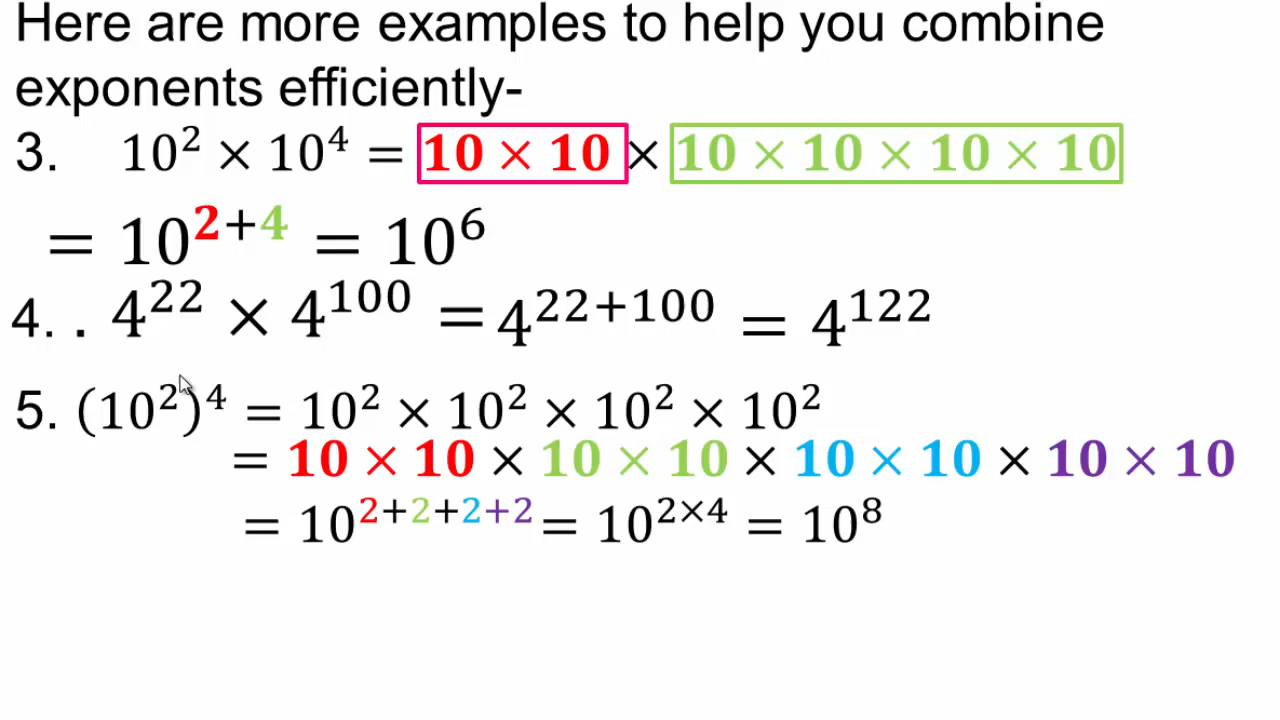 Here are more examples to help you combine
exponents efficiently-
3. 10² × 10⁴ = 10 × 10 × 10 × 10 × 10 × 10
= 10²⁺⁴ = 10⁶
4. . 4²² × 4¹⁰⁰ = 4²²⁺¹⁰⁰ = 4¹²²
5. (10²)⁴ = 10² × 10² × 10² × 10²
= 10 × 10 × 10 × 10 × 10 × 10 × 10 × 10
= 10²⁺²⁺²⁺² = 10²ˣ⁴ = 10⁸